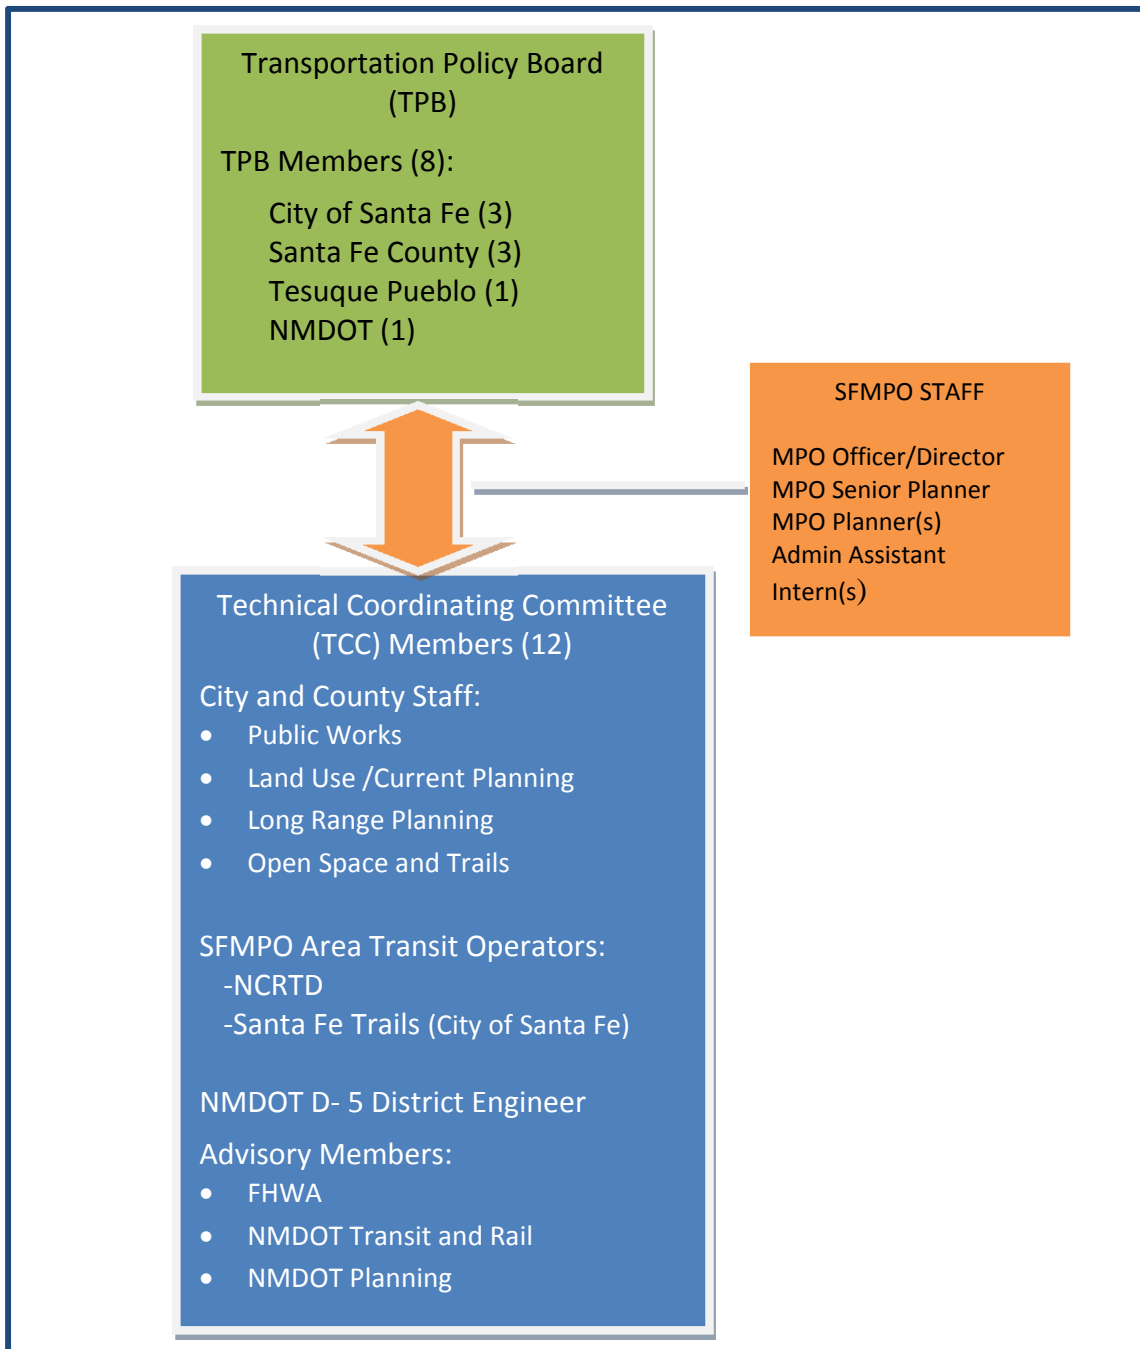 Transportation Policy Board
(TPB)
TPB Members (8):
City of Santa Fe (3)
Santa Fe County (3)
Tesuque Pueblo (1)
NMDOT (1)
SFMPO STAFF
MPO Officer/Director
MPO Senior Planner
MPO Planner(s)
Admin Assistant
Intern(s)
Technical Coordinating Committee
(TCC) Members (12)
City and County Staff:
• Public Works
• Land Use /Current Planning
• Long Range Planning
• Open Space and Trails
SFMPO Area Transit Operators:
-NCRTD
-Santa Fe Trails (City of Santa Fe)
NMDOT D- 5 District Engineer
Advisory Members:
• FHWA
• NMDOT Transit and Rail
• NMDOT Planning